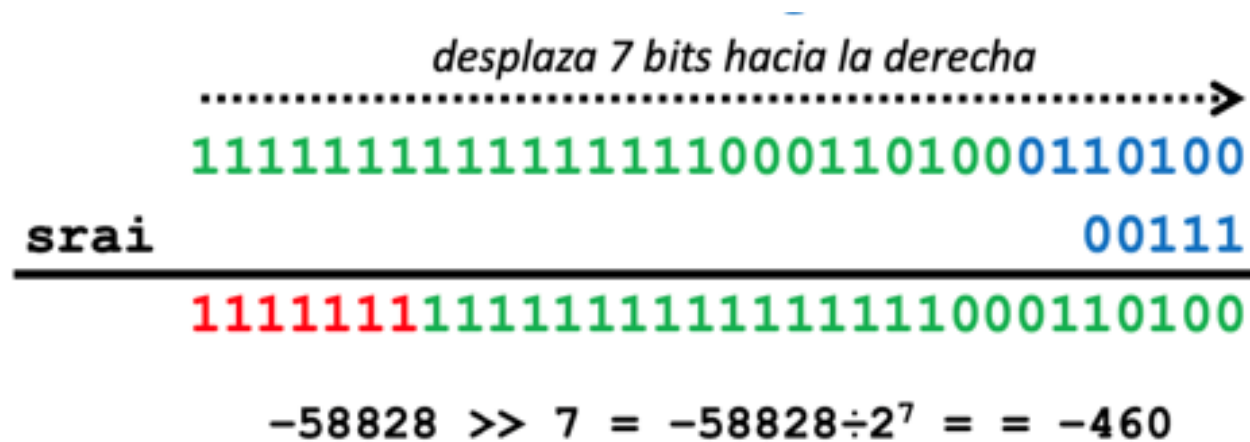 desplaza 7 bits hacia la derecha
11111111111111110001101000110100
srai 00111
11111111111111111111111000110100
-58828 >> 7 = -58828÷2⁷ = = -460